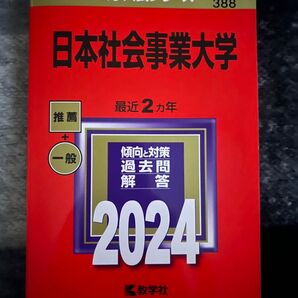 388
日本社会事業大学
最近2ヵ年
推薦
+
一般
傾向と対策
過去問
解答
2024
教学社